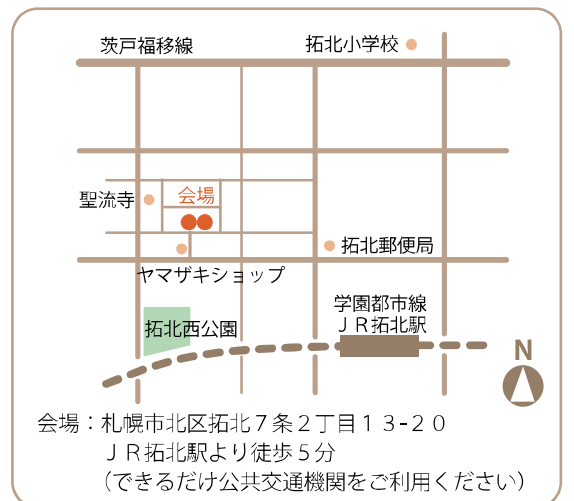 茨戸福移線
拓北小学校
聖流寺
会場
拓北郵便局
ヤマザキショップ
学園都市線
ＪＲ拓北駅
拓北西公園
N
会場：札幌市北区拓北７条２丁目１３-２０
ＪＲ拓北駅より徒歩５分
（できるだけ公共交通機関をご利用ください）